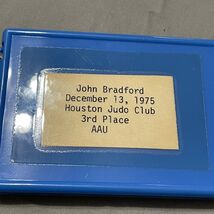 John Bradford
December 13, 1975
Houston Judo Club
3rd Place
AAU